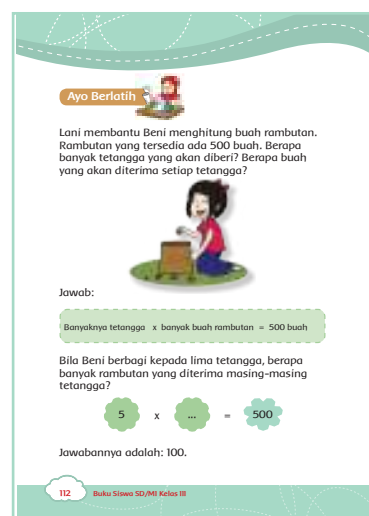 Ayo Berlatih
Lani membantu Beni menghitung buah rambutan.
Rambutan yang tersedia ada 500 buah. Berapa
banyak tetangga yang akan diberi? Berapa buah
yang akan diterima setiap tetangga?
Jawab:
Banyaknya tetangga x banyak buah rambutan = 500 buah
Bila Beni berbagi kepada lima tetangga, berapa
banyak rambutan yang diterima masing-masing
tetangga?
5 x ... = 500
Jawabannya adalah: 100.
112 Buku Siswa SD/MI Kelas III